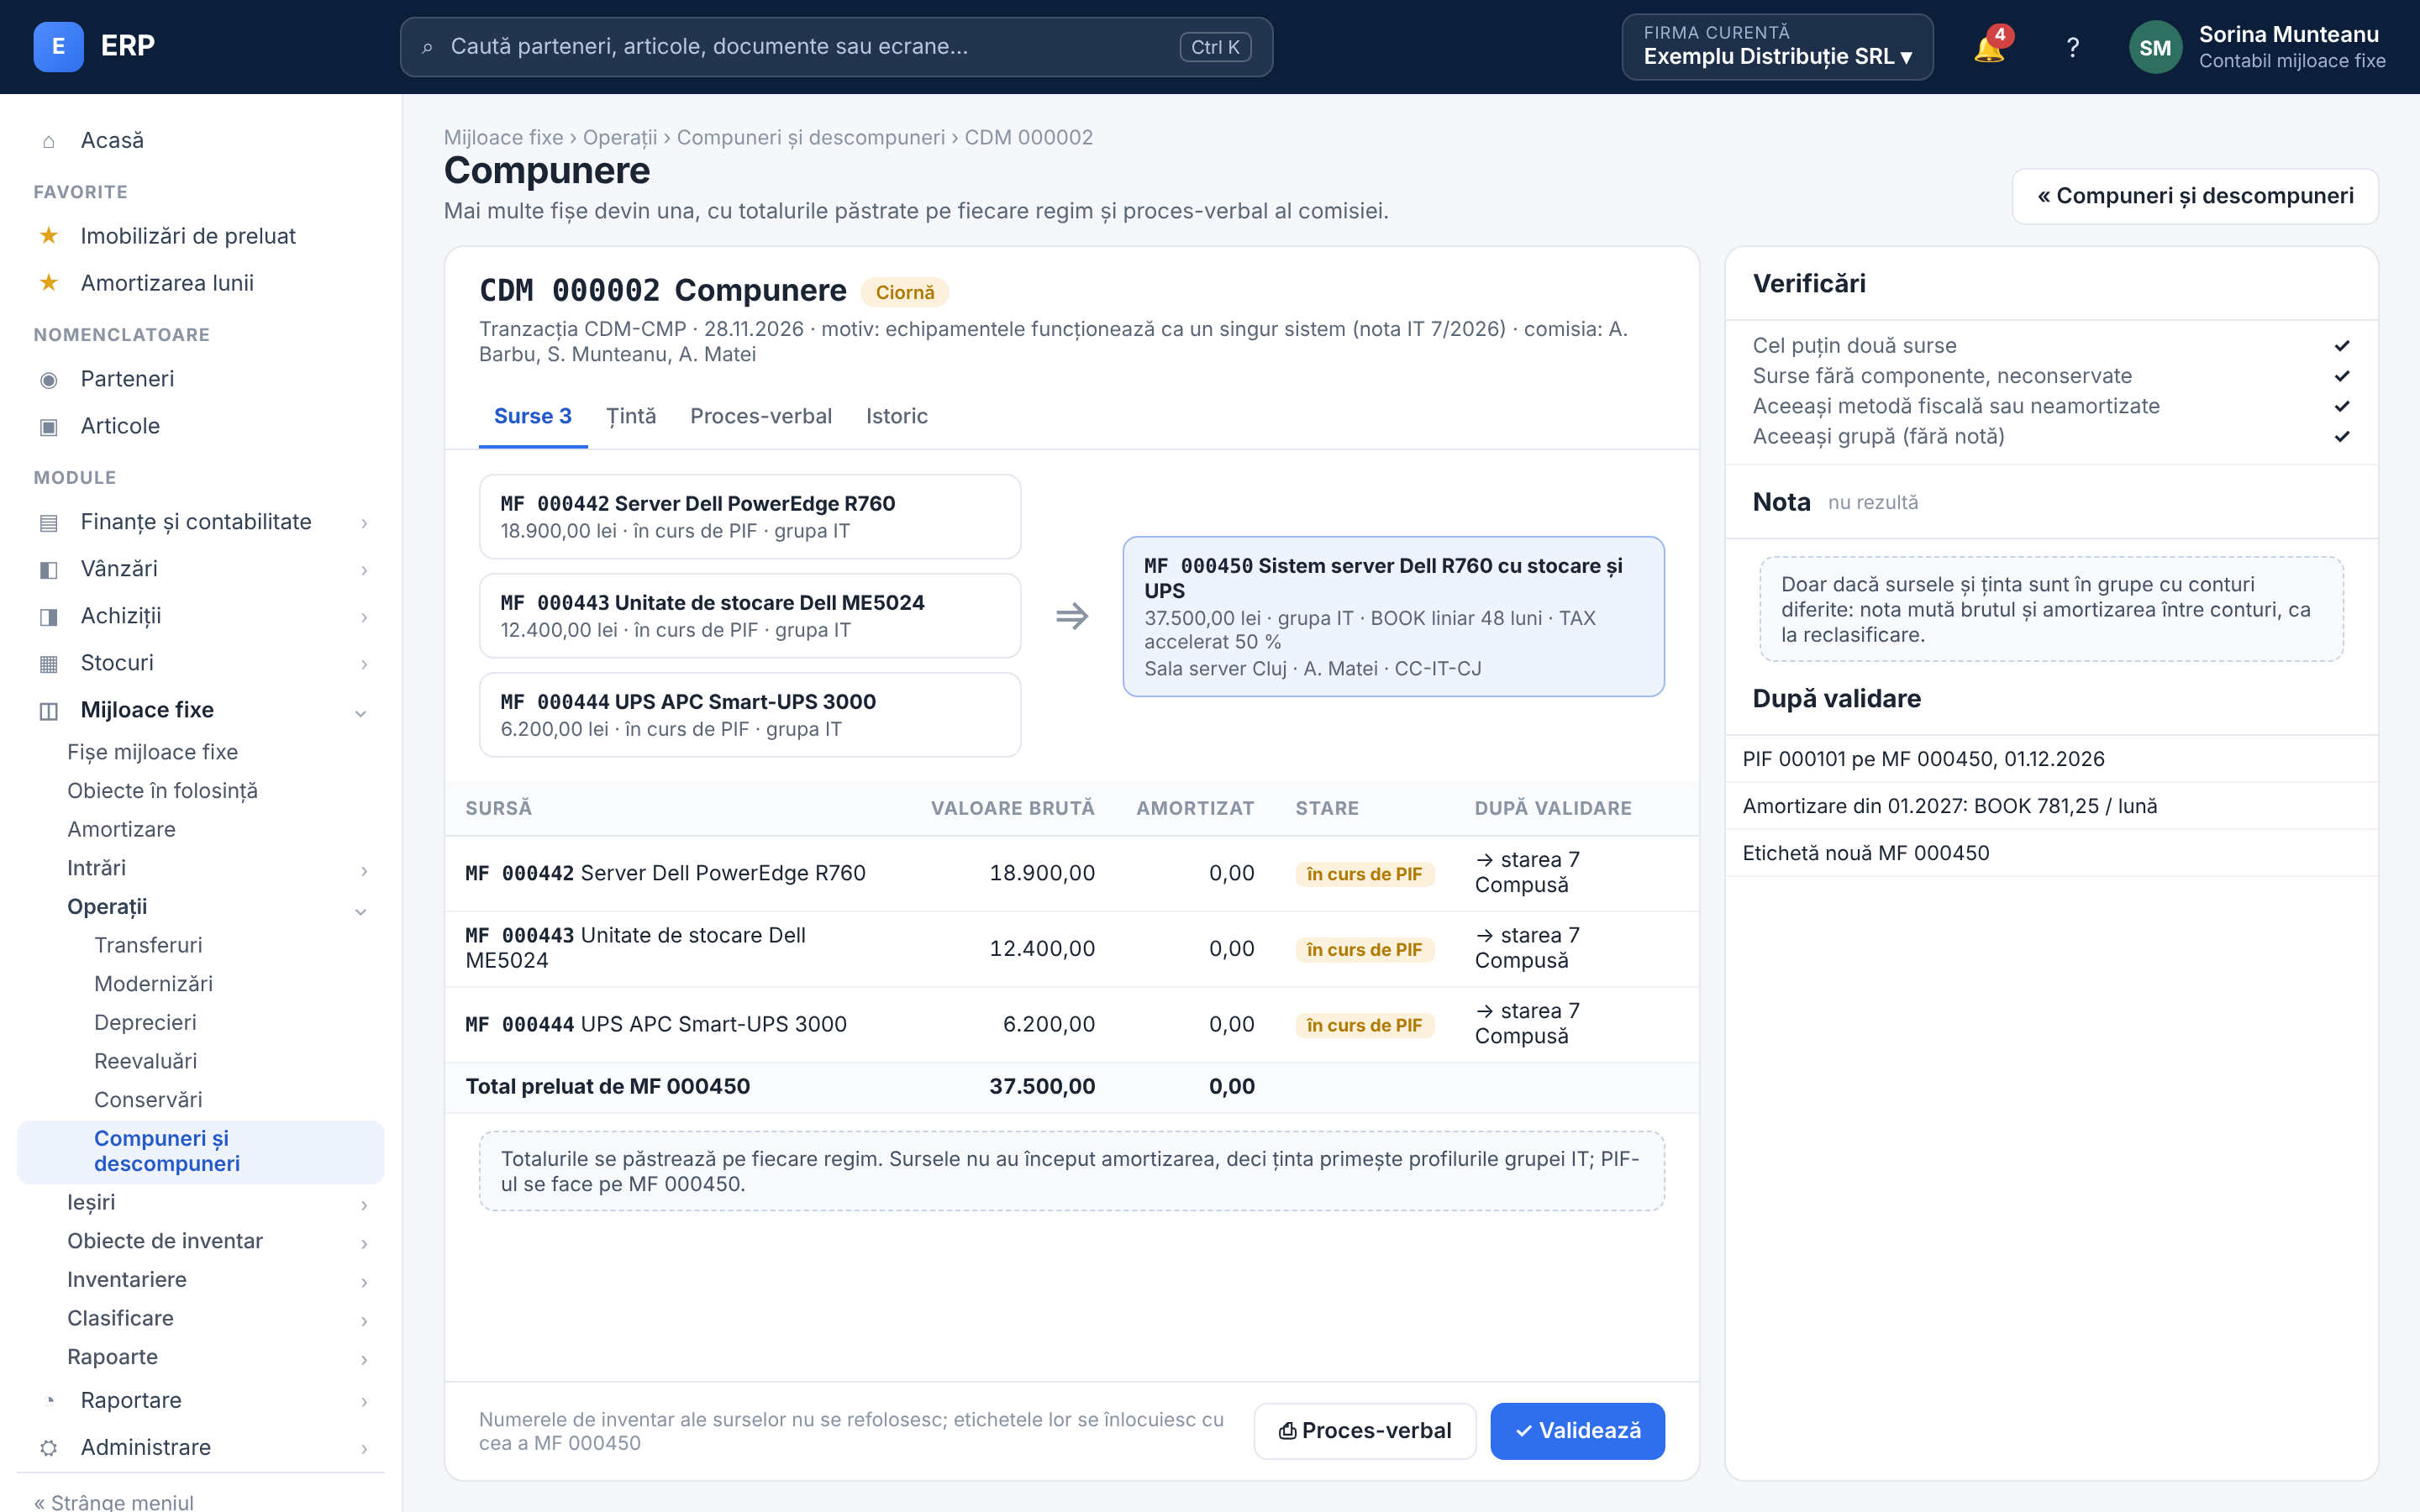 E ERP
Caută parteneri, articole, documente sau ecrane...
Ctrl K
FIRMA CURENTĂ
Exemplu Distribuție SRL ▾
4
?
SM
Sorina Munteanu
Contabil mijloace fixe
Acasă
FAVORITE
★ Imobilizări de preluat
★ Amortizarea lunii
NOMENCLATOARE
Parteneri
Articole
MODULE
Finanțe și contabilitate ›
Vânzări ›
Achiziții ›
Stocuri ›
Mijloace fixe
Fișe mijloace fixe
Obiecte în folosință
Amortizare
Intrări ›
Operații
Transferuri
Modernizări
Deprecieri
Reevaluări
Conservări
Compuneri și
descompuneri
Ieșiri ›
Obiecte de inventar ›
Inventariere ›
Clasificare ›
Rapoarte ›
Raportare ›
Administrare ›
« Strânge meniul
Mijloace fixe › Operații › Compuneri și descompuneri › CDM 000002
Compunere
Mai multe fișe devin una, cu totalurile păstrate pe fiecare regim și proces-verbal al comisiei.
« Compuneri și descompuneri
CDM 000002 Compunere Ciornă
Tranzacția CDM-CMP · 28.11.2026 · motiv: echipamentele funcționează ca un singur sistem (nota IT 7/2026) · comisia: A.
Barbu, S. Munteanu, A. Matei
Surse 3 Țintă Proces-verbal Istoric
MF 000442 Server Dell PowerEdge R760
18.900,00 lei · în curs de PIF · grupa IT
MF 000443 Unitate de stocare Dell ME5024
12.400,00 lei · în curs de PIF · grupa IT
MF 000444 UPS APC Smart-UPS 3000
6.200,00 lei · în curs de PIF · grupa IT
⇒
MF 000450 Sistem server Dell R760 cu stocare și
UPS
37.500,00 lei · grupa IT · BOOK liniar 48 luni · TAX
accelerat 50 %
Sala server Cluj · A. Matei · CC-IT-CJ
SURSĂ VALOARE BRUTĂ AMORTIZAT STARE DUPĂ VALIDARE
MF 000442 Server Dell PowerEdge R760 18.900,00 0,00 în curs de PIF → starea 7
Compusă
MF 000443 Unitate de stocare Dell
ME5024 12.400,00 0,00 în curs de PIF → starea 7
Compusă
MF 000444 UPS APC Smart-UPS 3000 6.200,00 0,00 în curs de PIF → starea 7
Compusă
Total preluat de MF 000450 37.500,00 0,00
Totalurile se păstrează pe fiecare regim. Sursele nu au început amortizarea, deci ținta primește profilurile grupei IT; PIF-
ul se face pe MF 000450.
Numerele de inventar ale surselor nu se refolosesc; etichetele lor se înlocuiesc cu
cea a MF 000450
⎙ Proces-verbal
✓ Validează
Verificări
Cel puțin două surse ✓
Surse fără componente, neconservate ✓
Aceeași metodă fiscală sau neamortizate ✓
Aceeași grupă (fără notă) ✓
Nota nu rezultă
Doar dacă sursele și ținta sunt în grupe cu conturi
diferite: nota mută brutul și amortizarea între conturi, ca
la reclasificare.
După validare
PIF 000101 pe MF 000450, 01.12.2026
Amortizare din 01.2027: BOOK 781,25 / lună
Etichetă nouă MF 000450